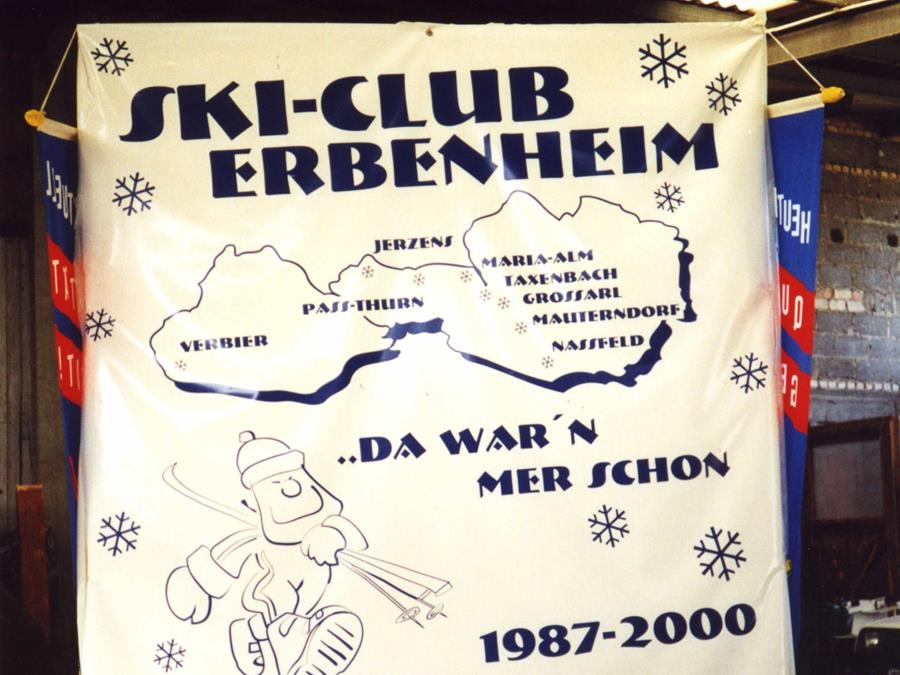 SKI-CLUB
ERBENHEIM
JERZENS
MARIA-ALM
TAXENBACH
GROSSARL
PASS-THURN
MAUTERNDORF
VERBIER
NASSFELD
..DA WAR´N
MER SCHON
1987-2000